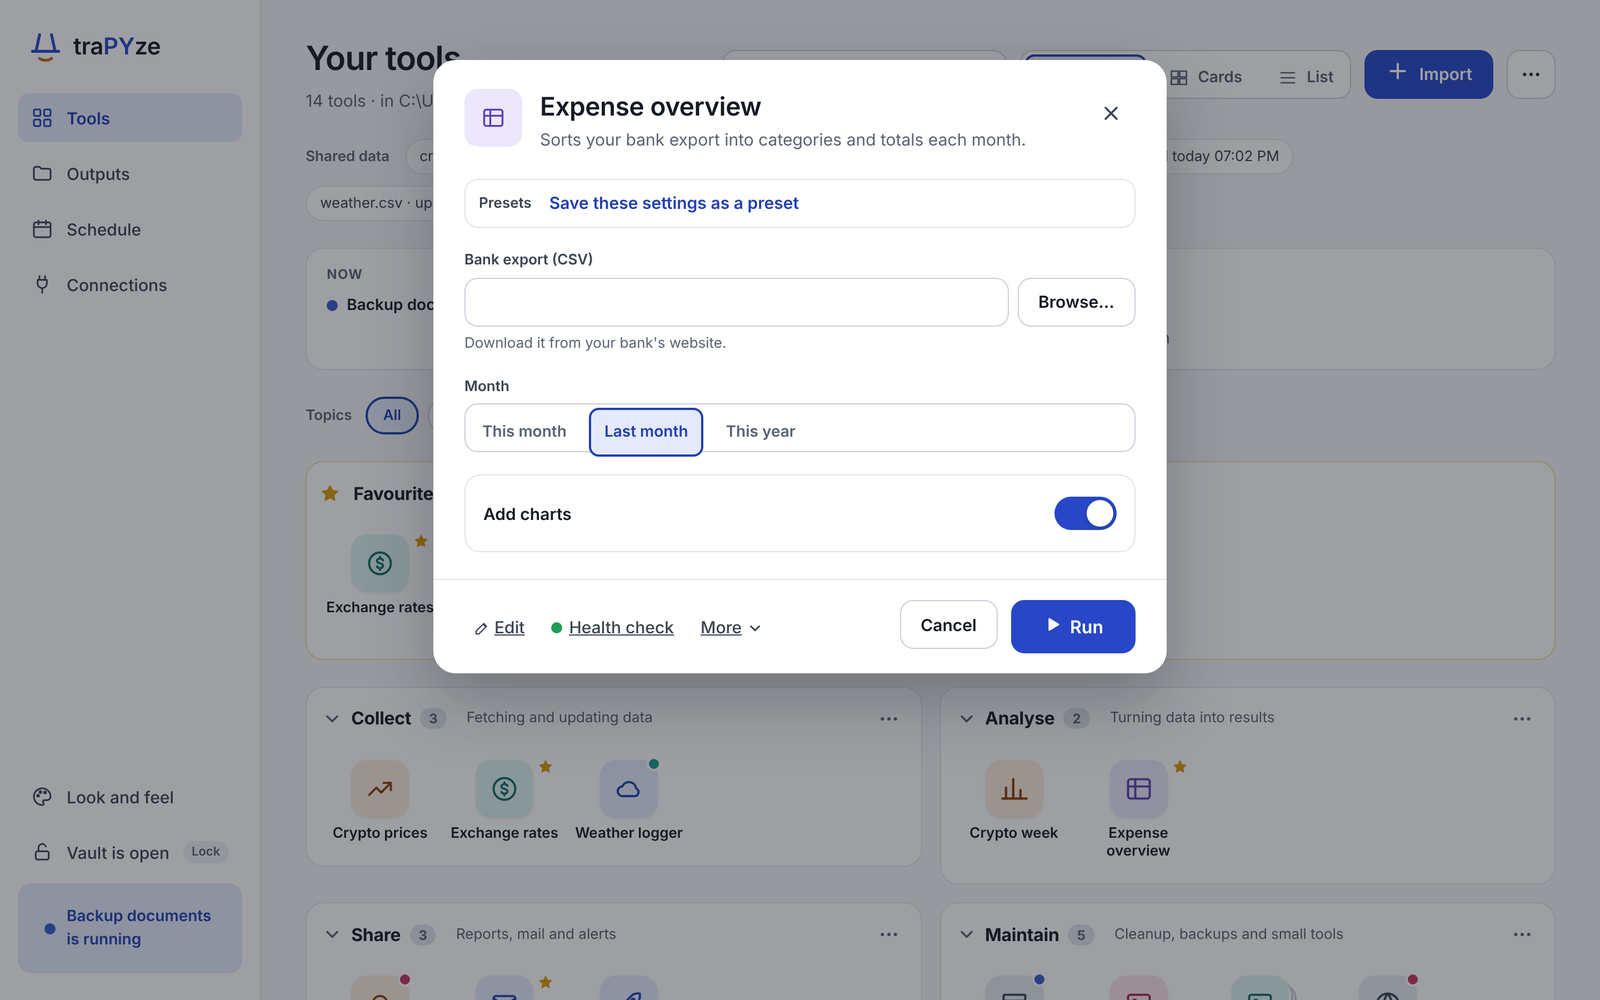 traPYze
Tools
Outputs
Schedule
Connections
Look and feel
Vault is open
Lock
Backup documents
is running
Your tools
14 tools · in C:\U
Cards
List
Import
Shared data
today 07:02 PM
weather.csv · up
NOW
Backup doc
Topics
All
Favourite
Exchange rates
Expense overview
Sorts your bank export into categories and totals each month.
Presets
Save these settings as a preset
Bank export (CSV)
Browse...
Download it from your bank's website.
Month
This month
Last month
This year
Add charts
Edit
Health check
More
Cancel
Run
Collect
3
Fetching and updating data
Crypto prices
Exchange rates
Weather logger
Analyse
2
Turning data into results
Crypto week
Expense
overview
Share
3
Reports, mail and alerts
Maintain
5
Cleanup, backups and small tools